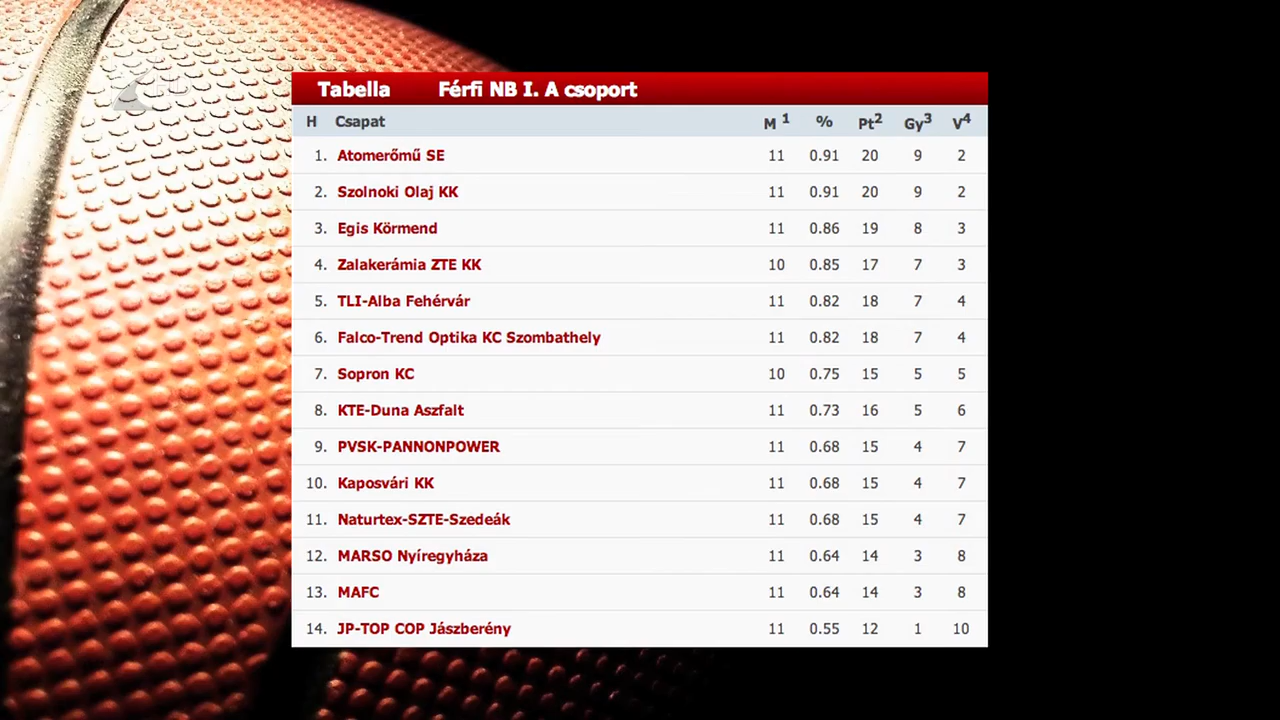 Tabella Férfi NB I. A csoport
H Csapat M 1 % Pt2 Gy3 V4
1. Atomerőmű SE 11 0.91 20 9 2
2. Szolnoki Olaj KK 11 0.91 20 9 2
3. Egis Körmend 11 0.86 19 8 3
4. Zalakerámia ZTE KK 10 0.85 17 7 3
5. TLI-Alba Fehérvár 11 0.82 18 7 4
6. Falco-Trend Optika KC Szombathely 11 0.82 18 7 4
7. Sopron KC 10 0.75 15 5 5
8. KTE-Duna Aszfalt 11 0.73 16 5 6
9. PVSK-PANNONPOWER 11 0.68 15 4 7
10. Kaposvári KK 11 0.68 15 4 7
11. Naturtex-SZTE-Szedeák 11 0.68 15 4 7
12. MARSO Nyíregyháza 11 0.64 14 3 8
13. MAFC 11 0.64 14 3 8
14. JP-TOP COP Jászberény 11 0.55 12 1 10